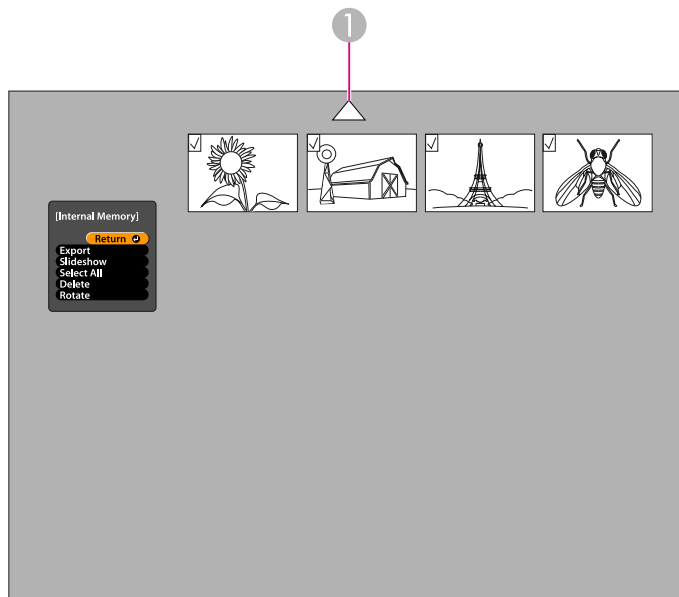 1
[Internal Memory]
Return
Export
Slideshow
Select All
Delete
Rotate